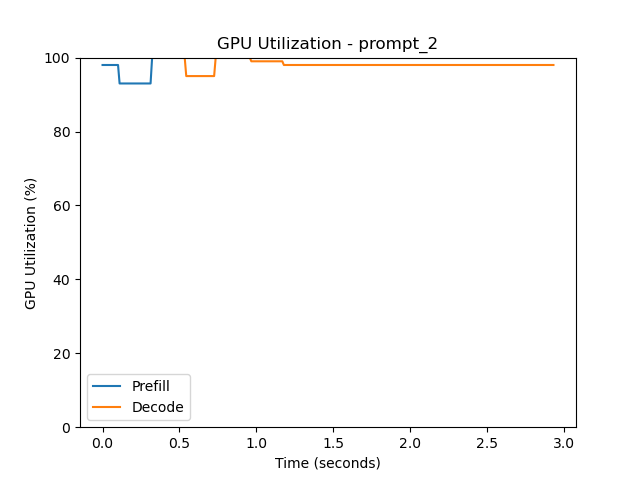 GPU Utilization - prompt_2
GPU Utilization (%)
100
80
60
40
20
0
Prefill
Decode
0.0 0.5 1.0 1.5 2.0 2.5 3.0
Time (seconds)